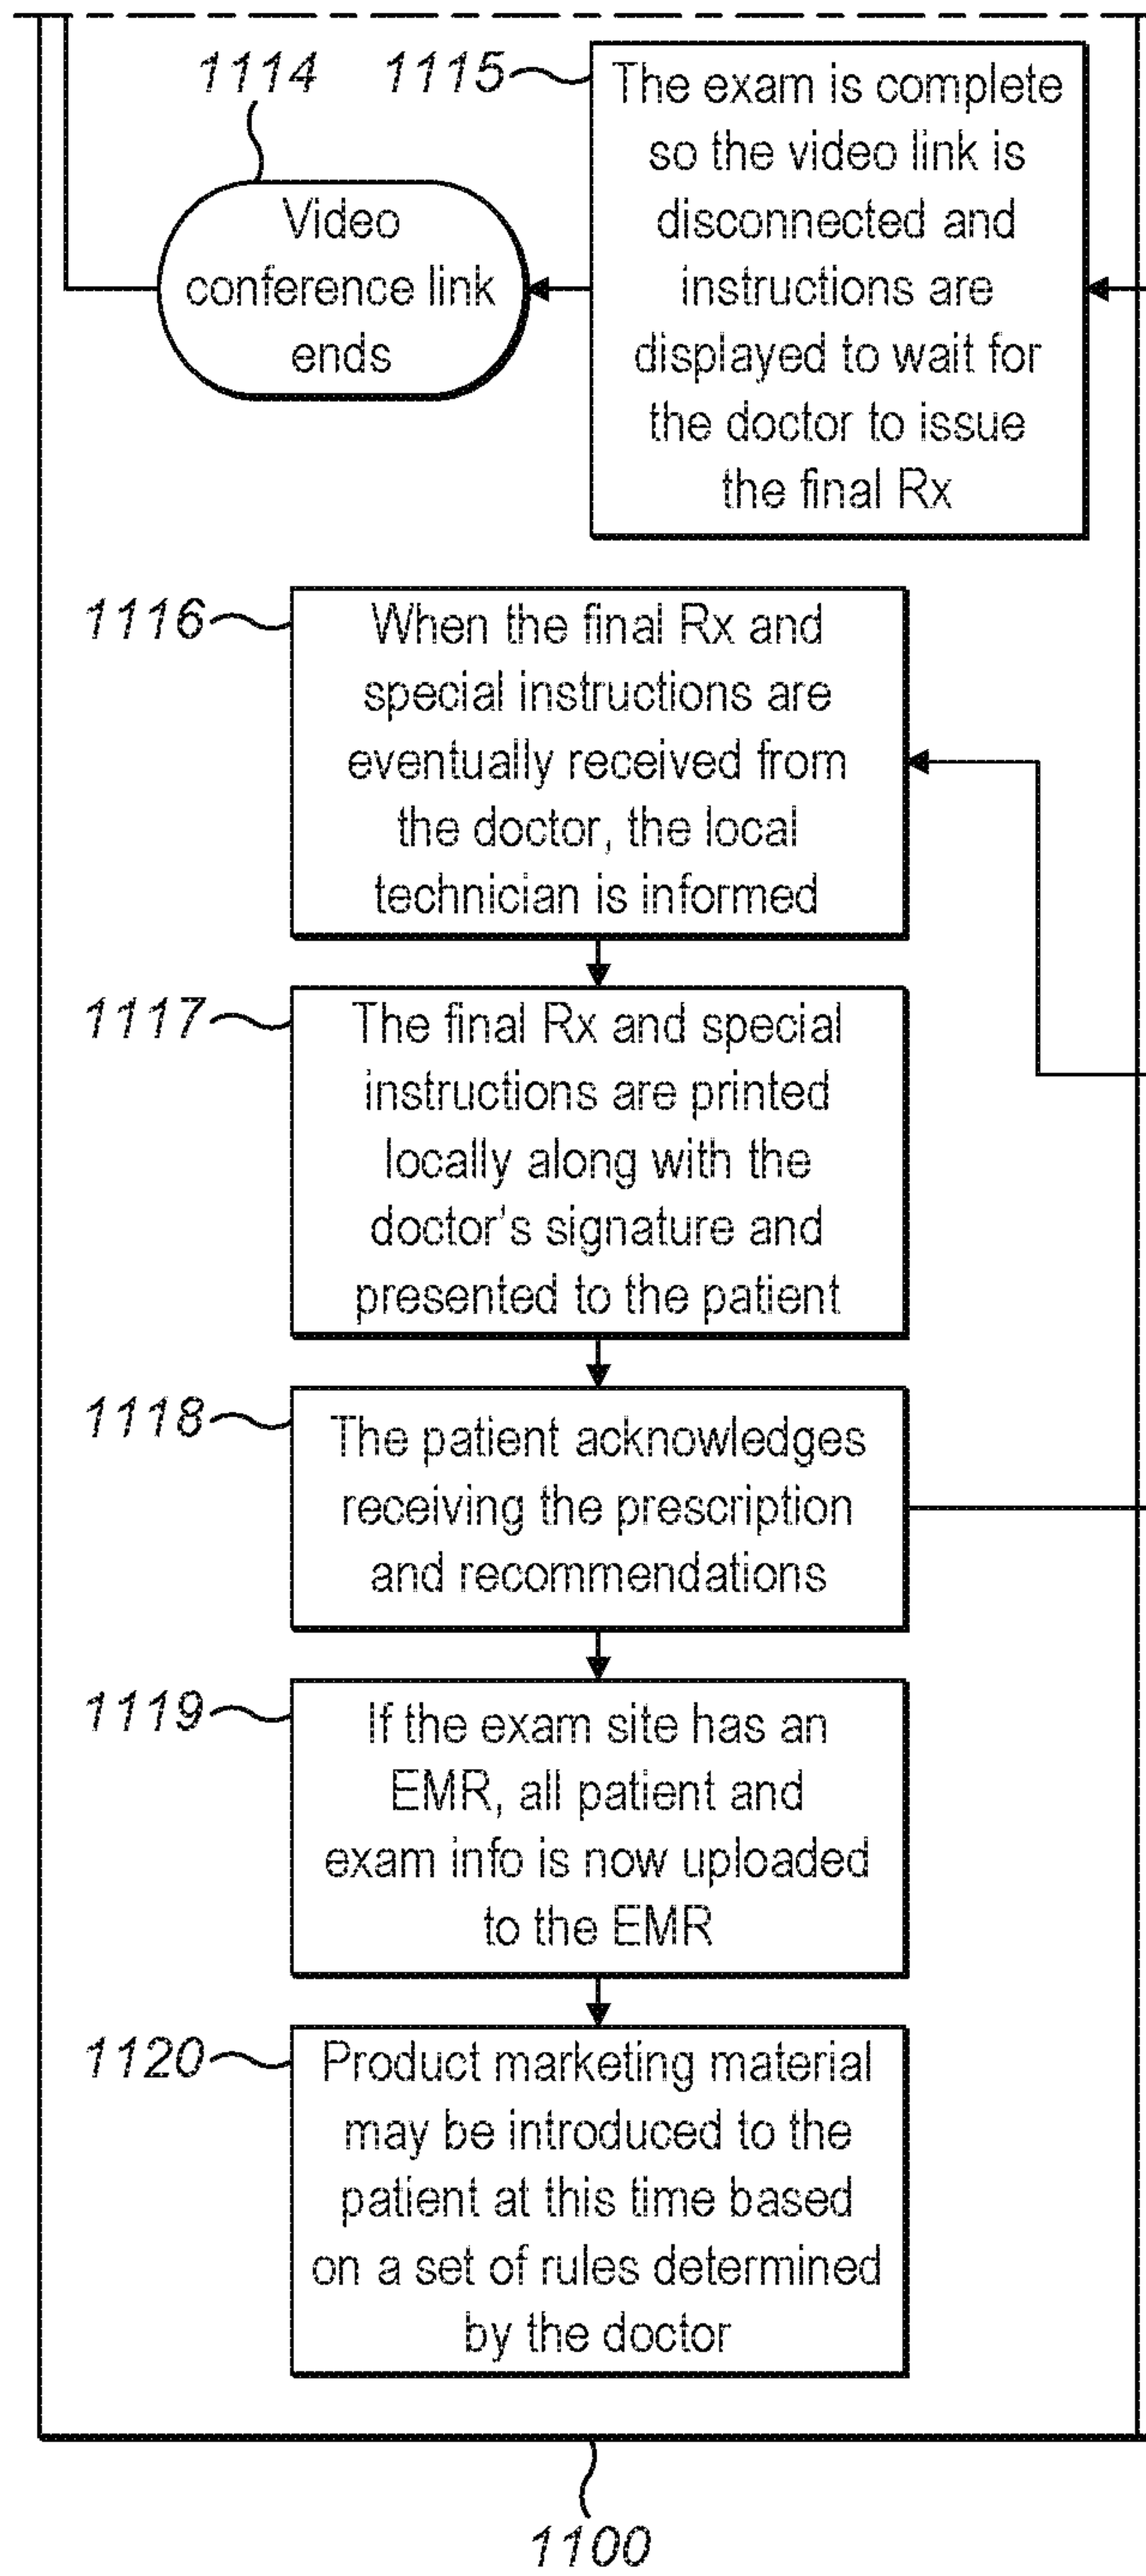 1114
Video
conference link
ends
1115
The exam is complete
so the video link is
disconnected and
instructions are
displayed to wait for
the doctor to issue
the final Rx
1116
When the final Rx and
special instructions are
eventually received from
the doctor, the local
technician is informed
1117
The final Rx and special
instructions are printed
locally along with the
doctor's signature and
presented to the patient
1118
The patient acknowledges
receiving the prescription
and recommendations
1119
If the exam site has an
EMR, all patient and
exam info is now uploaded
to the EMR
1120
Product marketing material
may be introduced to the
patient at this time based
on a set of rules determined
by the doctor
1100